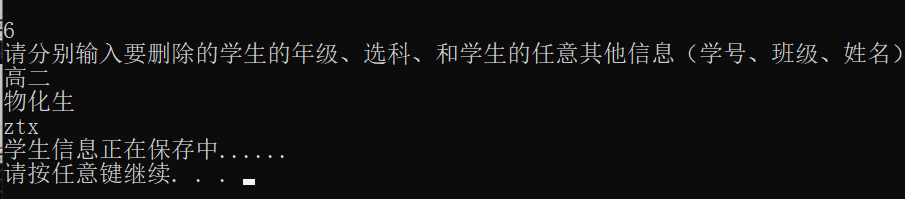 6
请分别输入要删除的学生的年级、选科、和学生的任意其他信息（学号、班级、姓名）
高二
物化生
ztx
学生信息正在保存中......
请按任意键继续. . .